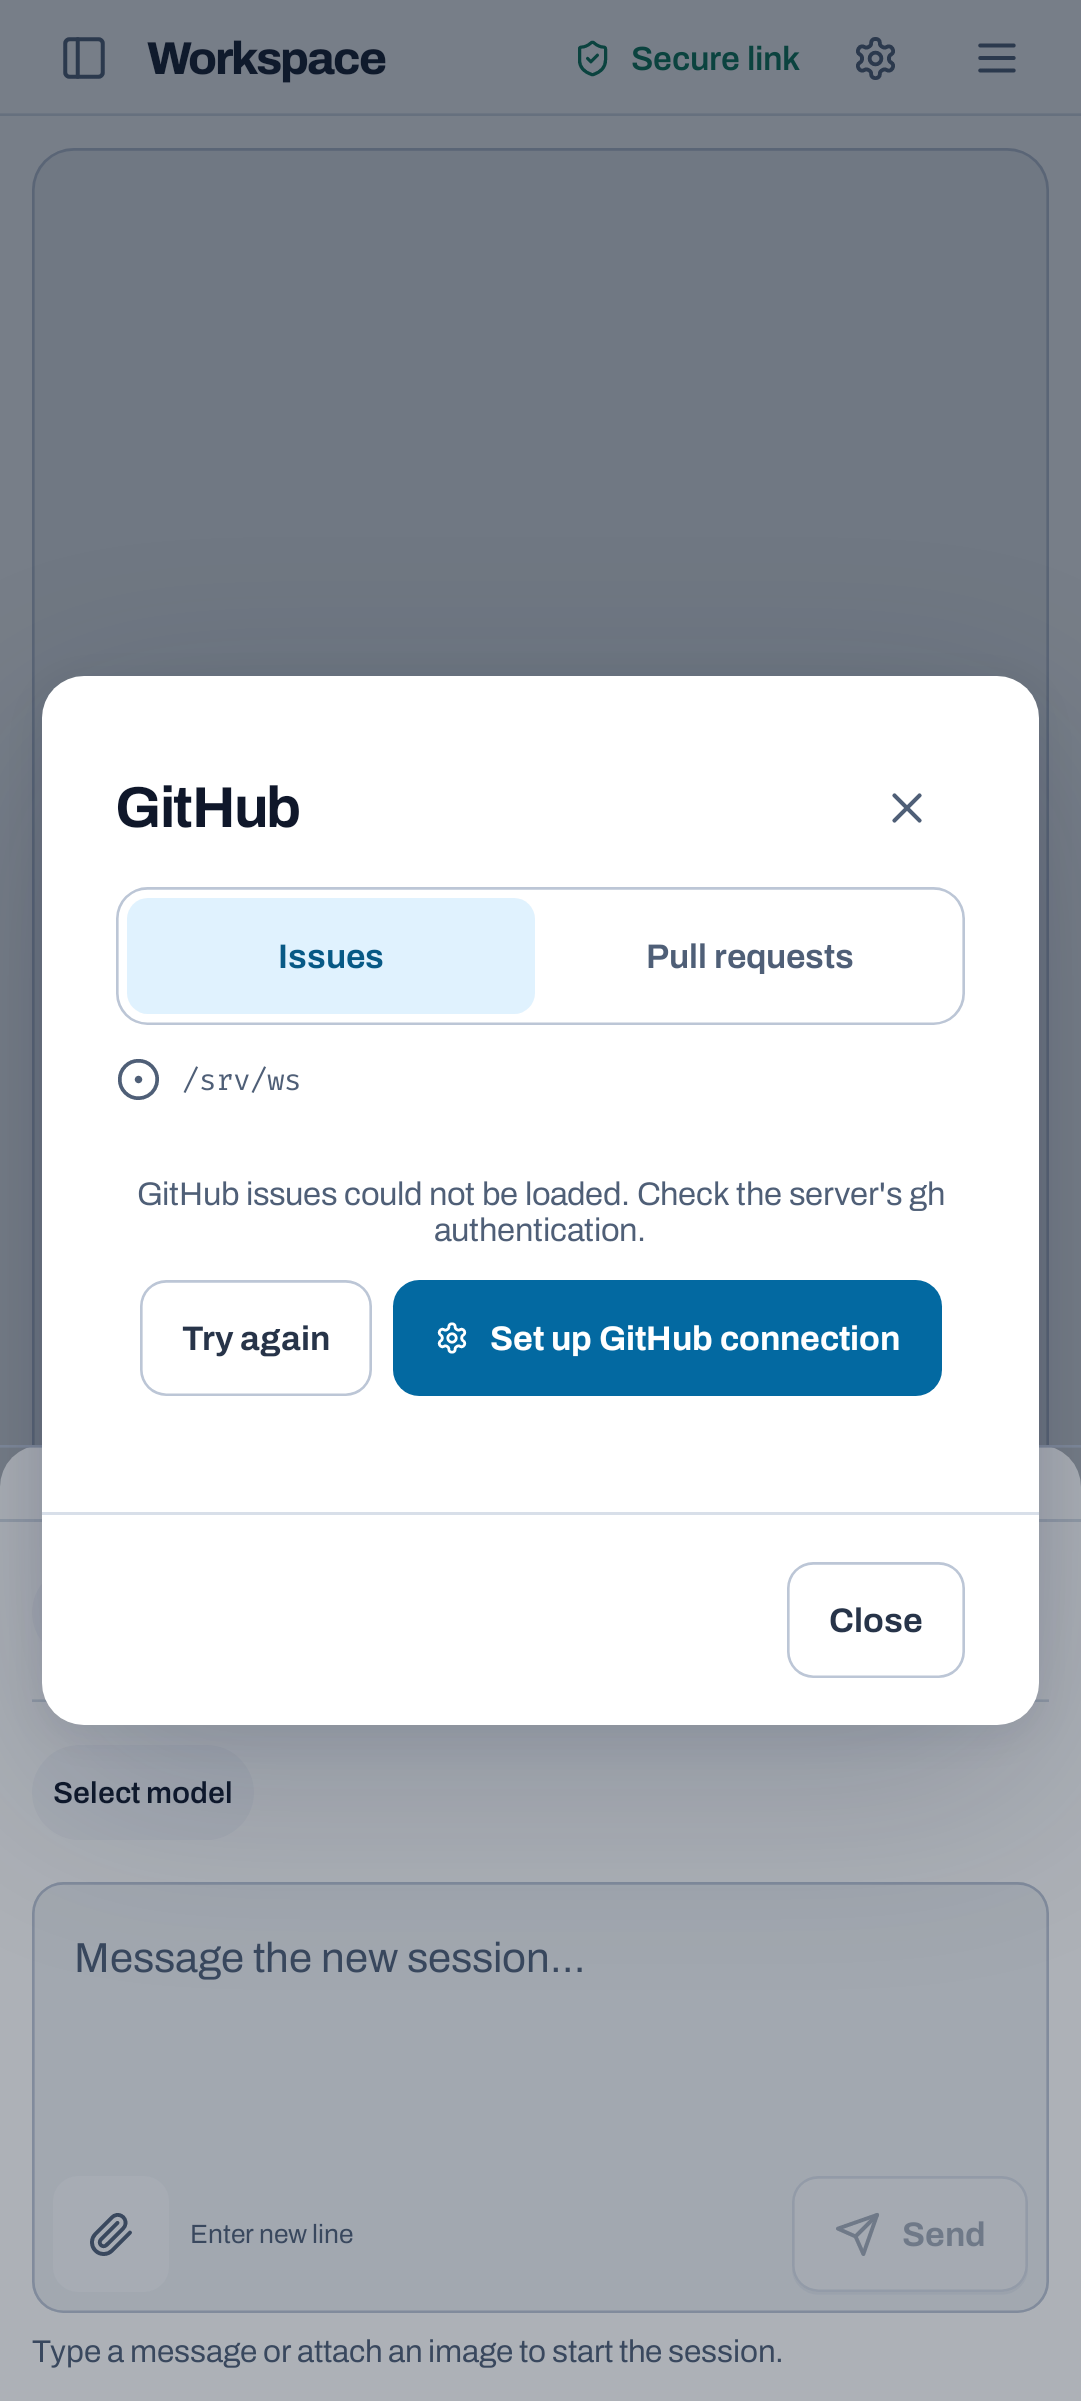 Workspace
Secure link
GitHub
Issues
Pull requests
/srv/ws
GitHub issues could not be loaded. Check the server's gh
authentication.
Try again
Set up GitHub connection
Close
Select model
Message the new session...
Enter new line
Send
Type a message or attach an image to start the session.